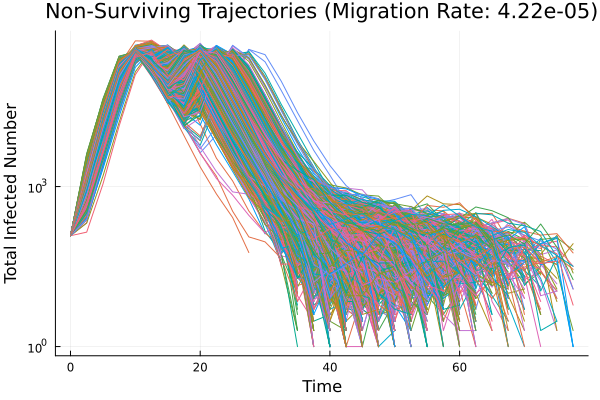 Non-Surviving Trajectories (Migration Rate: 4.22e-05)
Total Infected Number
10³
10⁰
0
20
40
60
Time